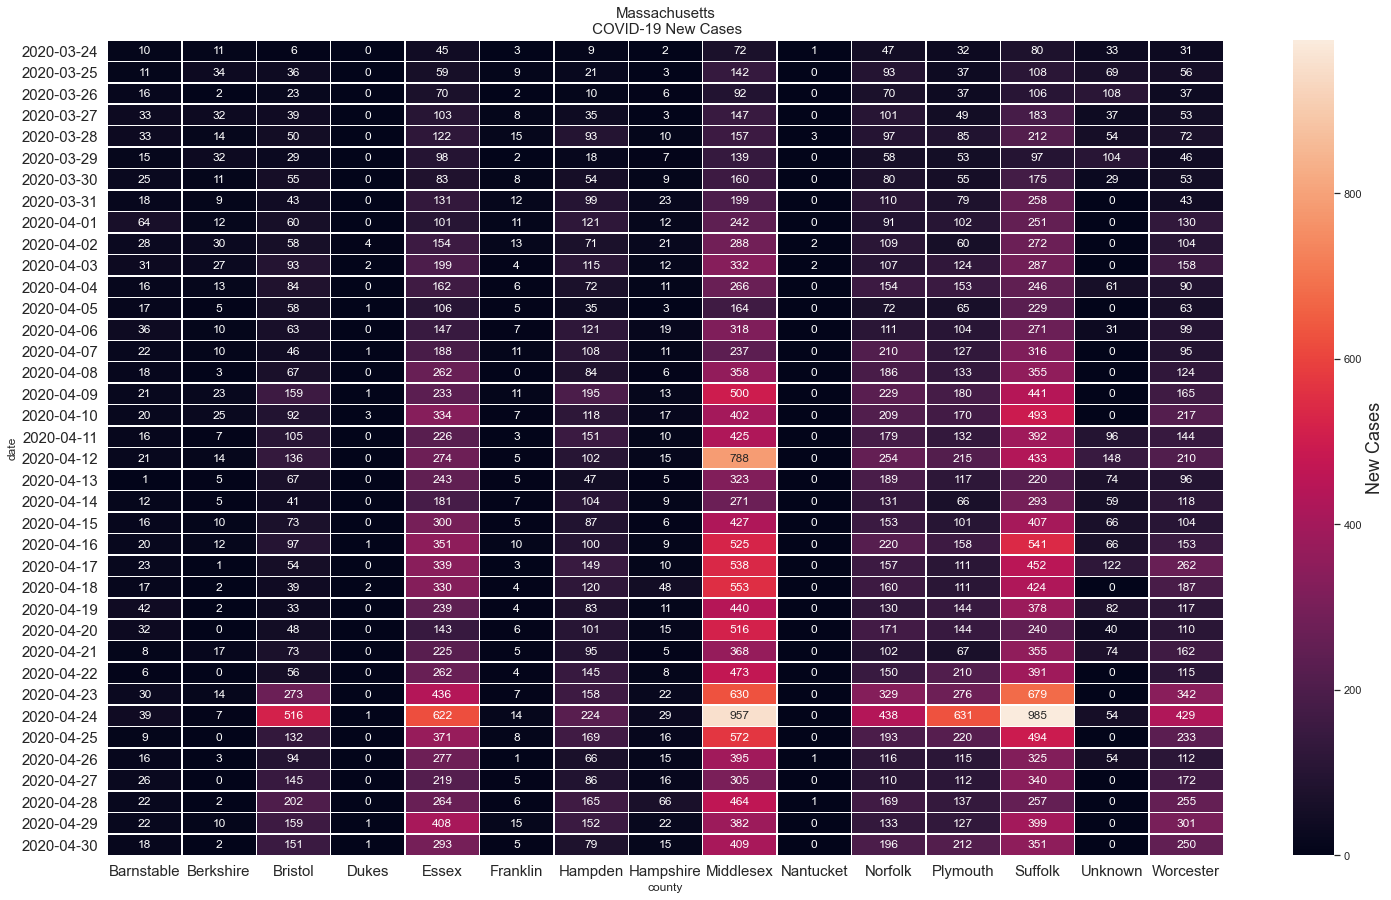 Massachusetts
COVID-19 New Cases
2020-03-24 10 11 6 0 45 3 9 2 72 1 47 32 80 33 31
2020-03-25 11 34 36 0 59 9 21 3 142 0 93 37 108 69 56
2020-03-26 16 2 23 0 70 2 10 6 92 0 70 37 106 108 37
2020-03-27 33 32 39 0 103 8 35 3 147 0 101 49 183 37 53
2020-03-28 33 14 50 0 122 15 93 10 157 3 97 85 212 54 72
2020-03-29 15 32 29 0 98 2 18 7 139 0 58 53 97 104 46
2020-03-30 25 11 55 0 83 8 54 9 160 0 80 55 175 29 53
2020-03-31 18 9 43 0 131 12 99 23 199 0 110 79 258 0 43
2020-04-01 64 12 60 0 101 11 121 12 242 0 91 102 251 0 130
2020-04-02 28 30 58 4 154 13 71 21 288 2 109 60 272 0 104
2020-04-03 31 27 93 2 199 4 115 12 332 2 107 124 287 0 158
2020-04-04 16 13 84 0 162 6 72 11 266 0 154 153 246 61 90
2020-04-05 17 5 58 1 106 5 35 3 164 0 72 65 229 0 63
2020-04-06 36 10 63 0 147 7 121 19 318 0 111 104 271 31 99
2020-04-07 22 10 46 1 188 11 108 11 237 0 210 127 316 0 95
2020-04-08 18 3 67 0 262 0 84 6 358 0 186 133 355 0 124
2020-04-09 21 23 159 1 233 11 195 13 500 0 229 180 441 0 165
2020-04-10 20 25 92 3 334 7 118 17 402 0 209 170 493 0 217
2020-04-11 16 7 105 0 226 3 151 10 425 0 179 132 392 96 144
2020-04-12 21 14 136 0 274 5 102 15 788 0 254 215 433 148 210
2020-04-13 1 5 67 0 243 5 47 5 323 0 189 117 220 74 96
2020-04-14 12 5 41 0 181 7 104 9 271 0 131 66 293 59 118
2020-04-15 16 10 73 0 300 5 87 6 427 0 153 101 407 66 104
2020-04-16 20 12 97 1 351 10 100 9 525 0 220 158 541 66 153
2020-04-17 23 1 54 0 339 3 149 10 538 0 157 111 452 122 262
2020-04-18 17 2 39 2 330 4 120 48 553 0 160 111 424 0 187
2020-04-19 42 2 33 0 239 4 83 11 440 0 130 144 378 82 117
2020-04-20 32 0 48 0 143 6 101 15 516 0 171 144 240 40 110
2020-04-21 8 17 73 0 225 5 95 5 368 0 102 67 355 74 162
2020-04-22 6 0 56 0 262 4 145 8 473 0 150 210 391 0 115
2020-04-23 30 14 273 0 436 7 158 22 630 0 329 276 679 0 342
2020-04-24 39 7 516 1 622 14 224 29 957 0 438 631 985 54 429
2020-04-25 9 0 132 0 371 8 169 16 572 0 193 220 494 0 233
2020-04-26 16 3 94 0 277 1 66 15 395 1 116 115 325 54 112
2020-04-27 26 0 145 0 219 5 86 16 305 0 110 112 340 0 172
2020-04-28 22 2 202 0 264 6 165 66 464 1 169 137 257 0 255
2020-04-29 22 10 159 1 408 15 152 22 382 0 133 127 399 0 301
2020-04-30 18 2 151 1 293 5 79 15 409 0 196 212 351 0 250
Barnstable Berkshire Bristol Dukes Essex Franklin Hampden Hampshire Middlesex Nantucket Norfolk Plymouth Suffolk Unknown Worcester
county
date
800
600
400
200
0
New Cases